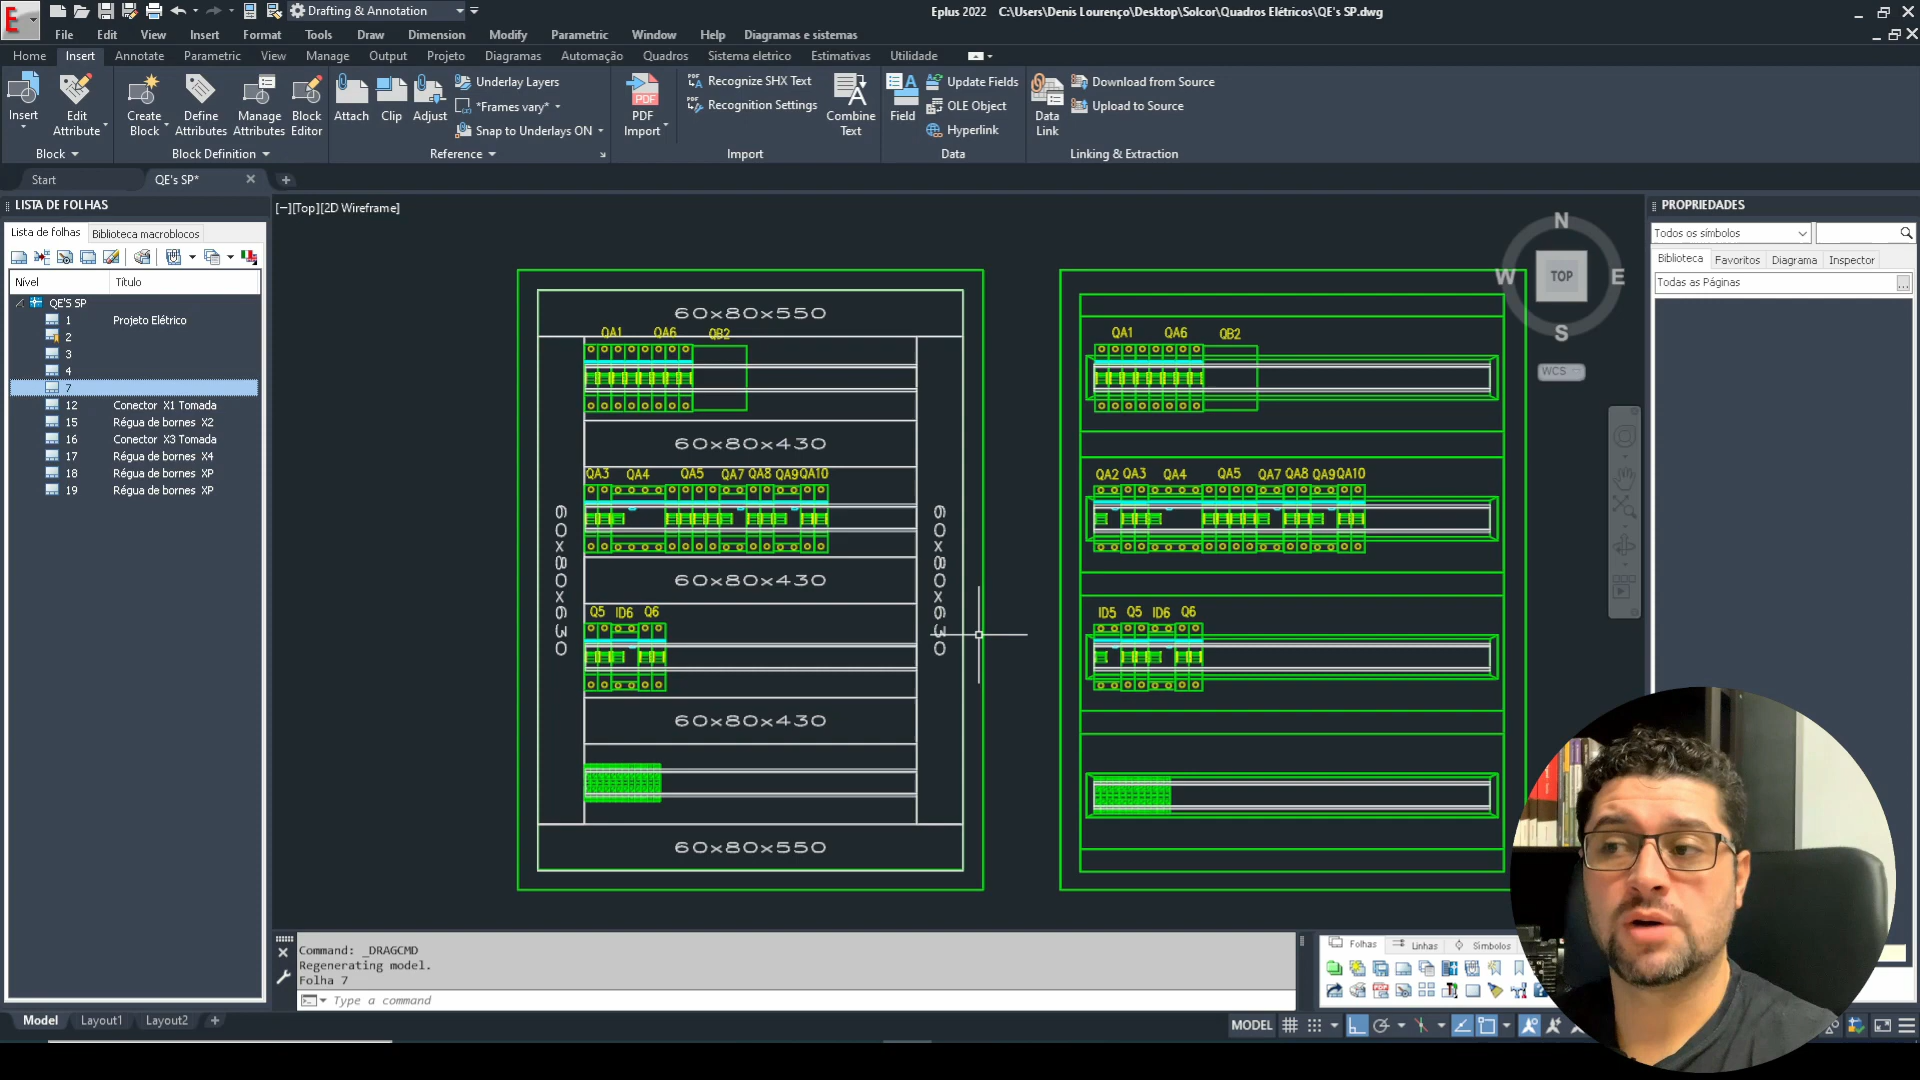 Drafting & Annotation
Eplus 2022 C:\Users\Denis Lourenço\Desktop\Solcor\Quadros Elétricos\QE's SP.dwg
File Edit View Insert Format Tools Draw Dimension Modify Parametric Window Help Diagramas e sistemas
Home Insert Annotate Parametric View Manage Output Projeto Diagramas Automação Quadros Sistema eletrico Estimativas Utilidade
Insert
Edit Attribute
Create Block
Define Attributes
Manage Attributes
Block Editor
Attach
Clip
Adjust
Underlay Layers
*Frames vary*
Snap to Underlays ON
PDF Import
Recognize SHX Text
Recognition Settings
Combine Text
Field
Update Fields
OLE Object
Hyperlink
Data Link
Download from Source
Upload to Source
Block
Block Definition
Reference
Import
Data
Linking & Extraction
Start
QE's SP*
LISTA DE FOLHAS
Lista de folhas
Biblioteca macroblocos
Nível Título
QE'S SP
1 Projeto Elétrico
2
3
4
7
12 Conector X1 Tomada
15 Régua de bornes X2
16 Conector X3 Tomada
17 Régua de bornes X4
18 Régua de bornes XP
19 Régua de bornes XP
[−][Top][2D Wireframe]
60x80x550
QA1 QA6 QB2
60x80x430
QA3 QA4 QA5 QA7 QA8 QA9 QA10
60x80x630
60x80x630
60x80x430
Q5 ID6 Q6
60x80x430
60x80x550
QA1 QA6 QB2
QA2 QA3 QA4 QA5 QA7 QA8 QA9 QA10
ID5 Q5 ID6 Q6
N
W TOP E
S
WCS
PROPRIEDADES
Todos os símbolos
Biblioteca Favoritos Diagrama Inspector
Todas as Páginas
...
Command: _DRAGCMD
Regenerating model.
Folha 7
Type a command
Folhas Linhas Símbolos
Model Layout1 Layout2
MODEL